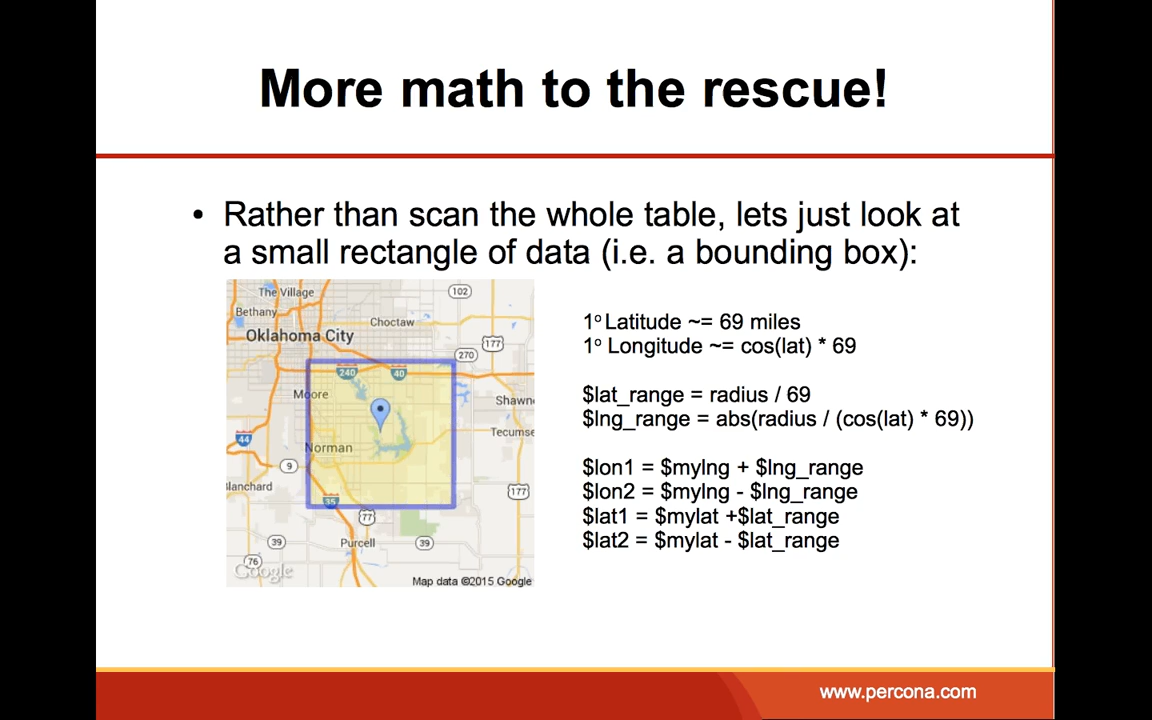 More math to the rescue!
• Rather than scan the whole table, lets just look at
a small rectangle of data (i.e. a bounding box):
The Village
102
Bethany
Choctaw
Oklahoma City
177
270
240
40
Moore
Shawn
44
Tecumse
Norman
9
Blanchard
35
177
77
39
Purcell
39
76
Google
Map data ©2015 Google
1º Latitude ~= 69 miles
1º Longitude ~= cos(lat) * 69
$lat_range = radius / 69
$lng_range = abs(radius / (cos(lat) * 69))
$lon1 = $mylng + $lng_range
$lon2 = $mylng - $lng_range
$lat1 = $mylat +$lat_range
$lat2 = $mylat - $lat_range
www.percona.com